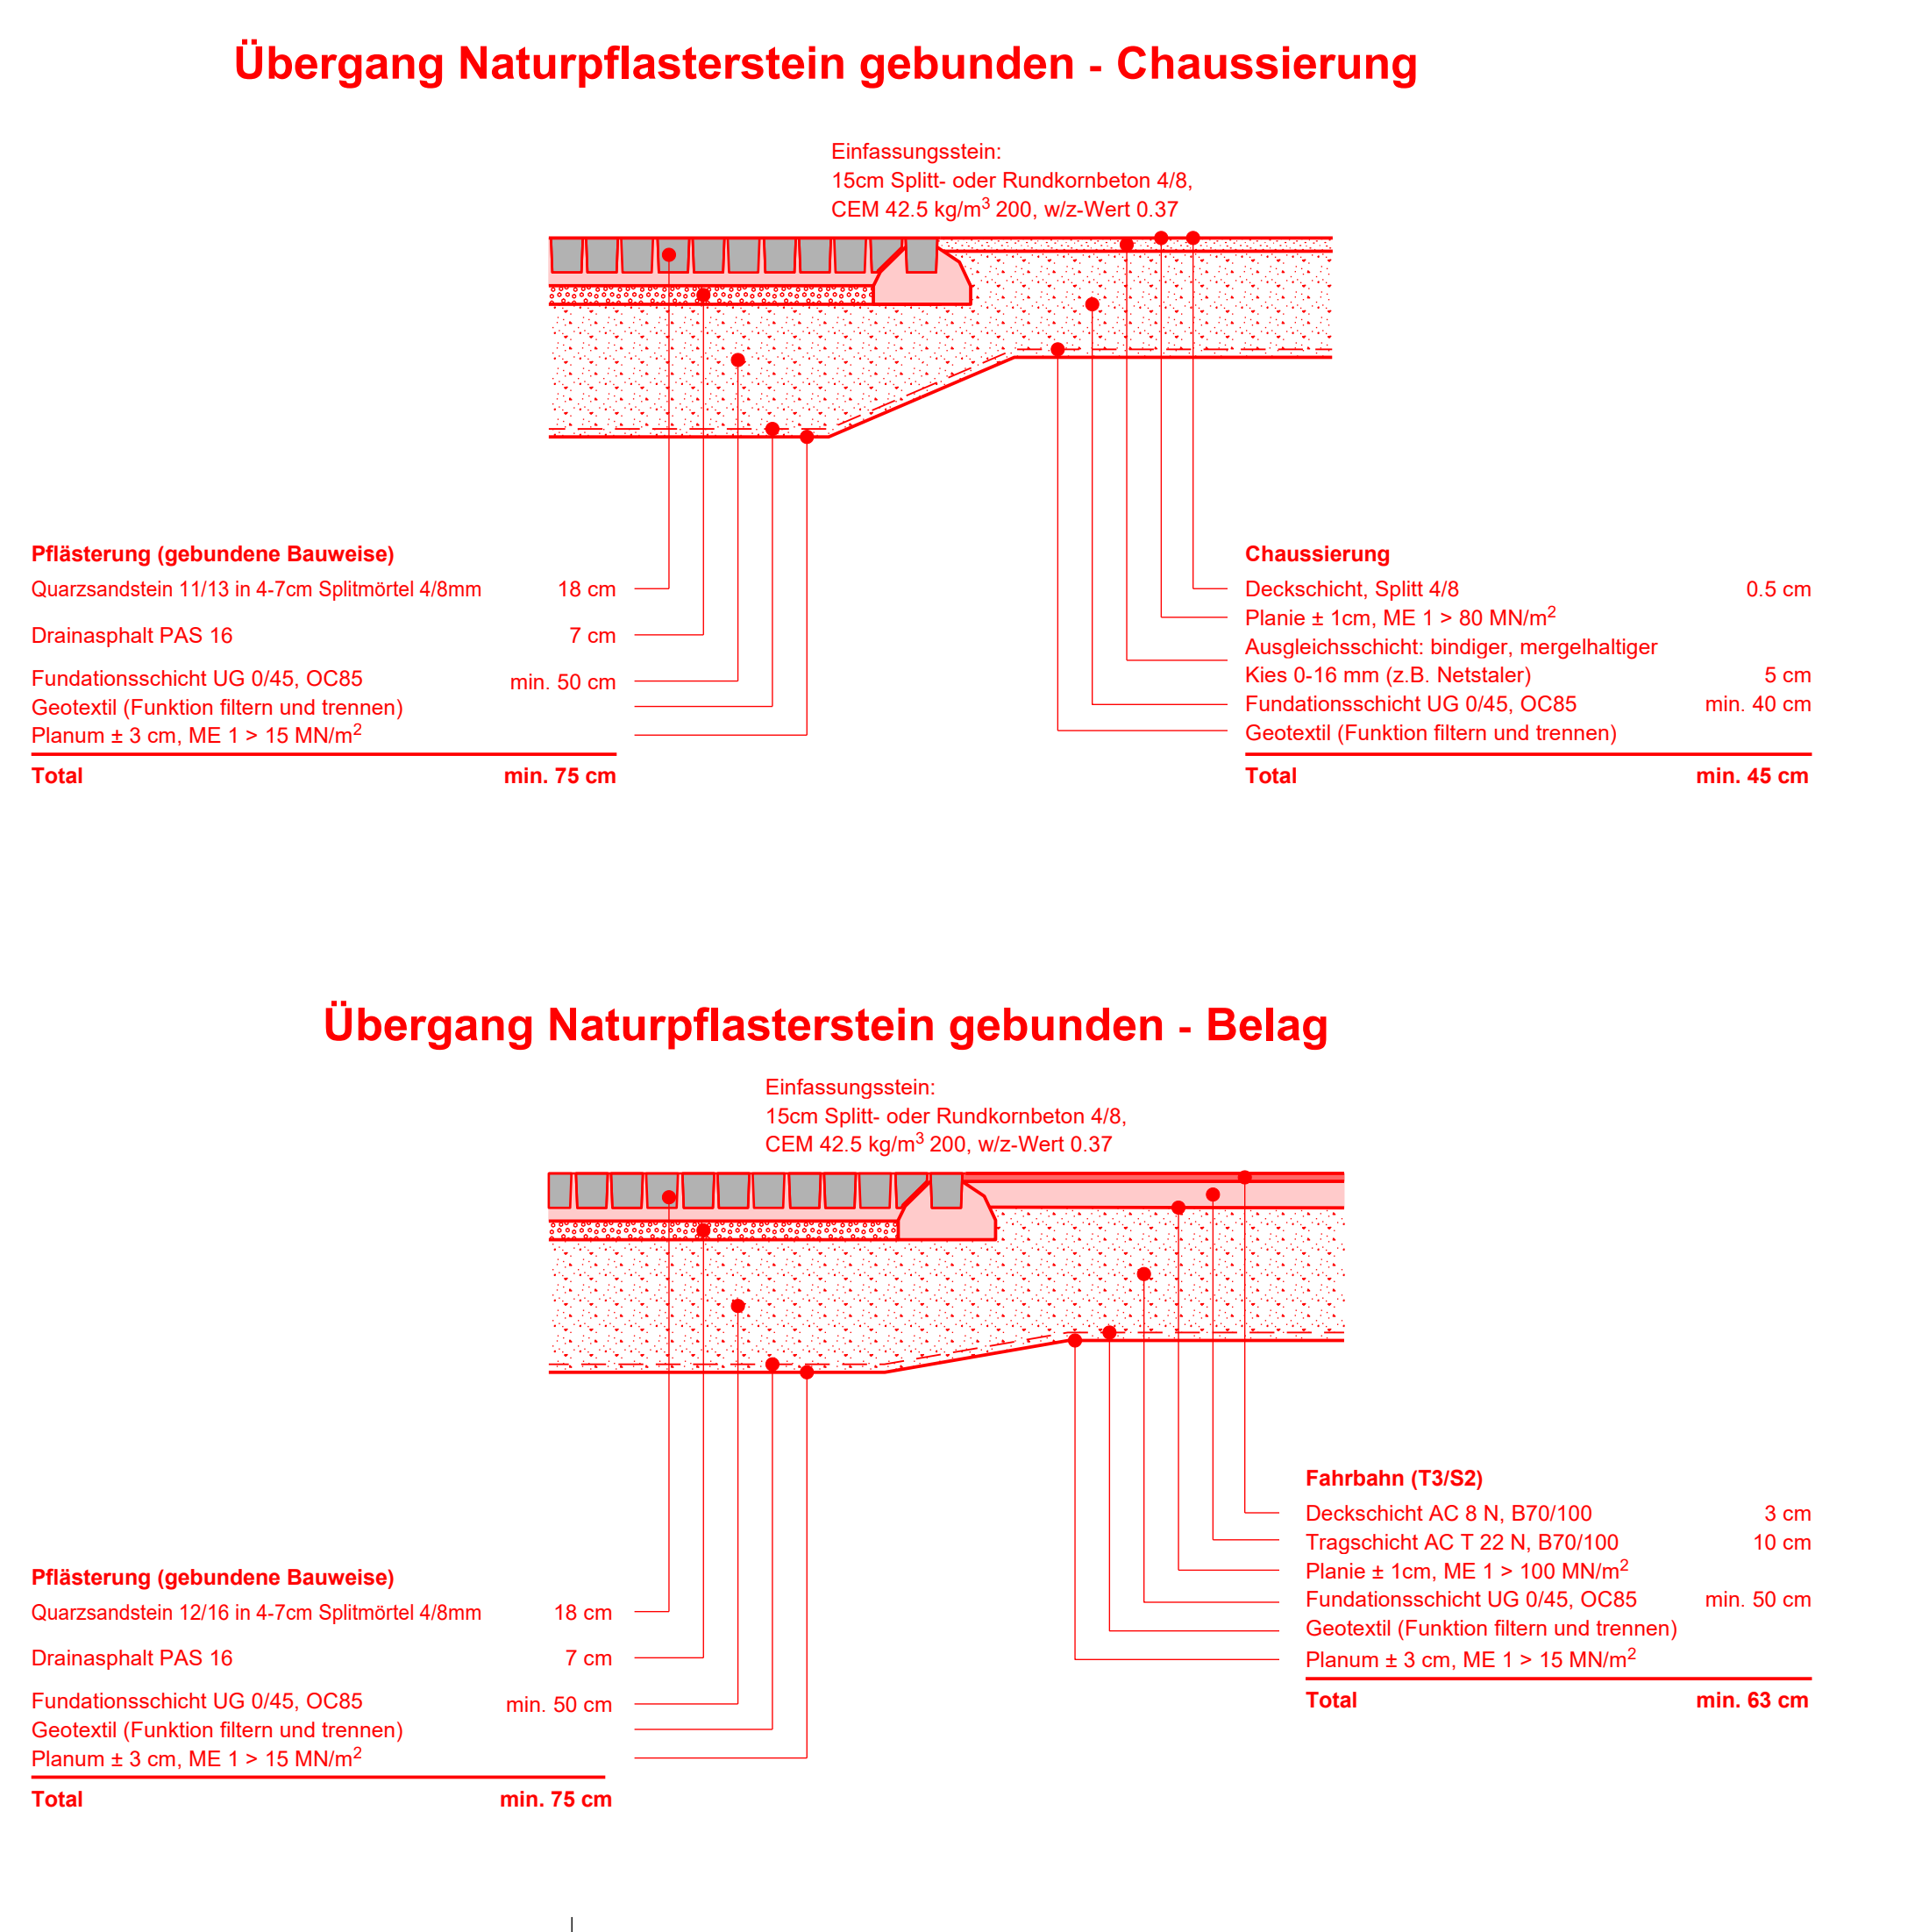 Übergang Naturpflasterstein gebunden - Chaussierung
Einfassungsstein:
15cm Splitt- oder Rundkornbeton 4/8,
CEM 42.5 kg/m³ 200, w/z-Wert 0.37
Pflästerung (gebundene Bauweise)
Quarzsandstein 11/13 in 4-7cm Splitmörtel 4/8mm 18 cm
Drainasphalt PAS 16 7 cm
Fundationsschicht UG 0/45, OC85 min. 50 cm
Geotextil (Funktion filtern und trennen)
Planum ± 3 cm, ME 1 > 15 MN/m²
Total min. 75 cm
Chaussierung
Deckschicht, Splitt 4/8 0.5 cm
Planie ± 1cm, ME 1 > 80 MN/m²
Ausgleichsschicht: bindiger, mergelhaltiger
Kies 0-16 mm (z.B. Netstaler) 5 cm
Fundationsschicht UG 0/45, OC85 min. 40 cm
Geotextil (Funktion filtern und trennen)
Total min. 45 cm
Übergang Naturpflasterstein gebunden - Belag
Einfassungsstein:
15cm Splitt- oder Rundkornbeton 4/8,
CEM 42.5 kg/m³ 200, w/z-Wert 0.37
Pflästerung (gebundene Bauweise)
Quarzsandstein 12/16 in 4-7cm Splitmörtel 4/8mm 18 cm
Drainasphalt PAS 16 7 cm
Fundationsschicht UG 0/45, OC85 min. 50 cm
Geotextil (Funktion filtern und trennen)
Planum ± 3 cm, ME 1 > 15 MN/m²
Total min. 75 cm
Fahrbahn (T3/S2)
Deckschicht AC 8 N, B70/100 3 cm
Tragschicht AC T 22 N, B70/100 10 cm
Planie ± 1cm, ME 1 > 100 MN/m²
Fundationsschicht UG 0/45, OC85 min. 50 cm
Geotextil (Funktion filtern und trennen)
Planum ± 3 cm, ME 1 > 15 MN/m²
Total min. 63 cm